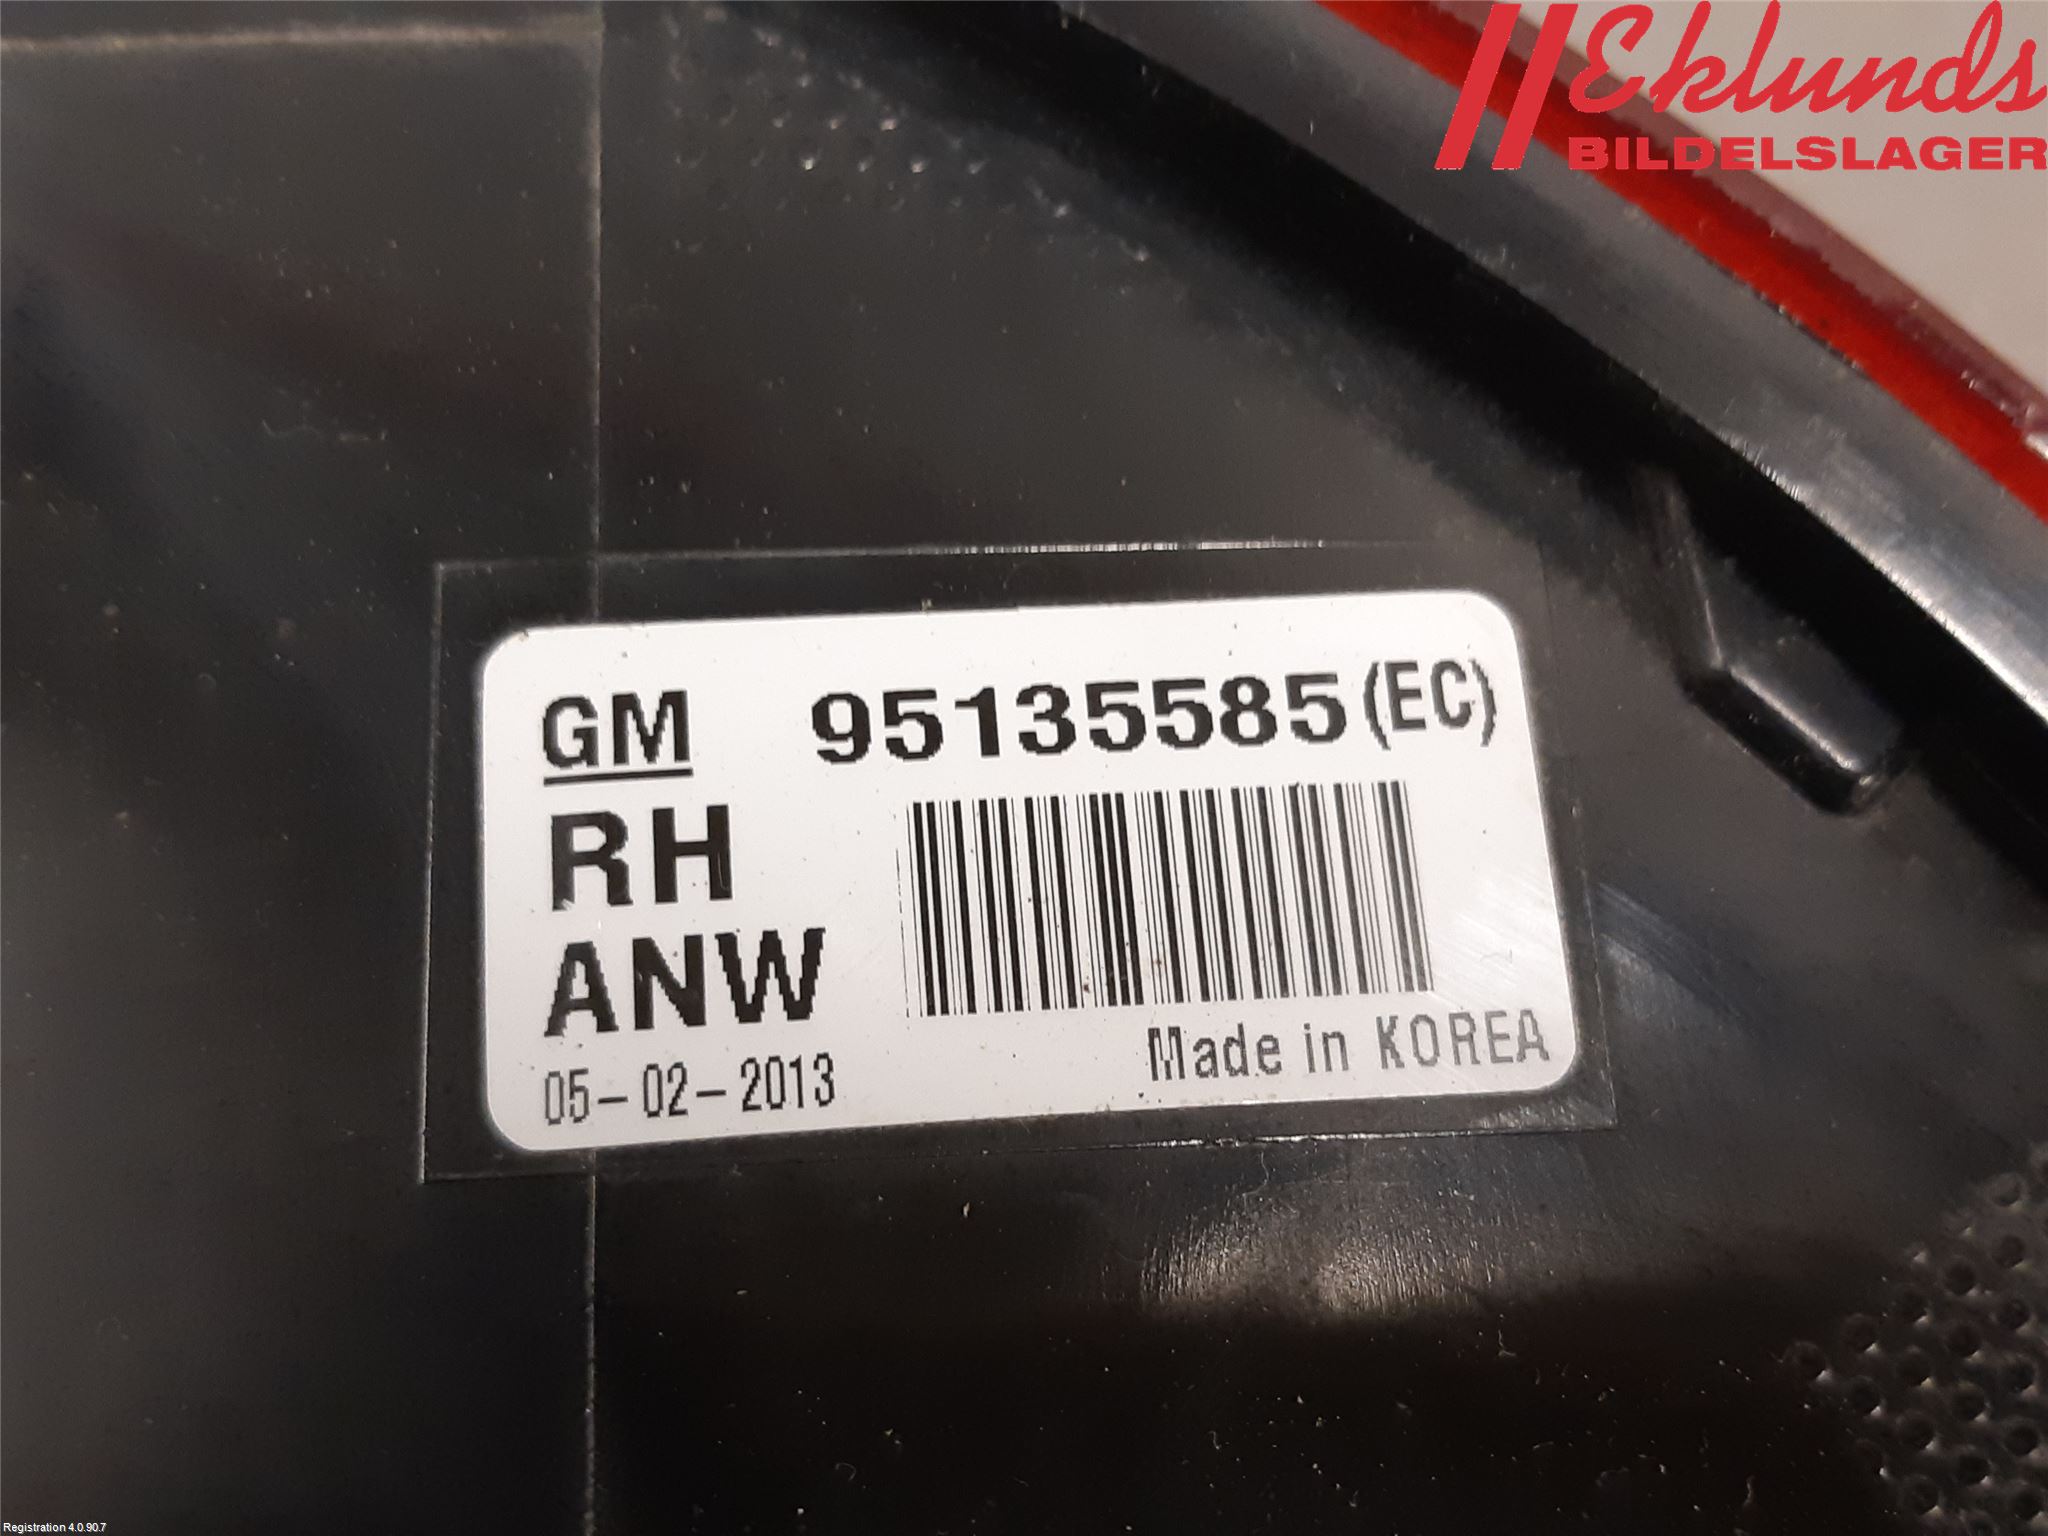 Eklunds
BILDELSLAGER
GM 95135585(EC)
RH
ANW
05-02-2013
Made in KOREA
Registration 4.0.90.7